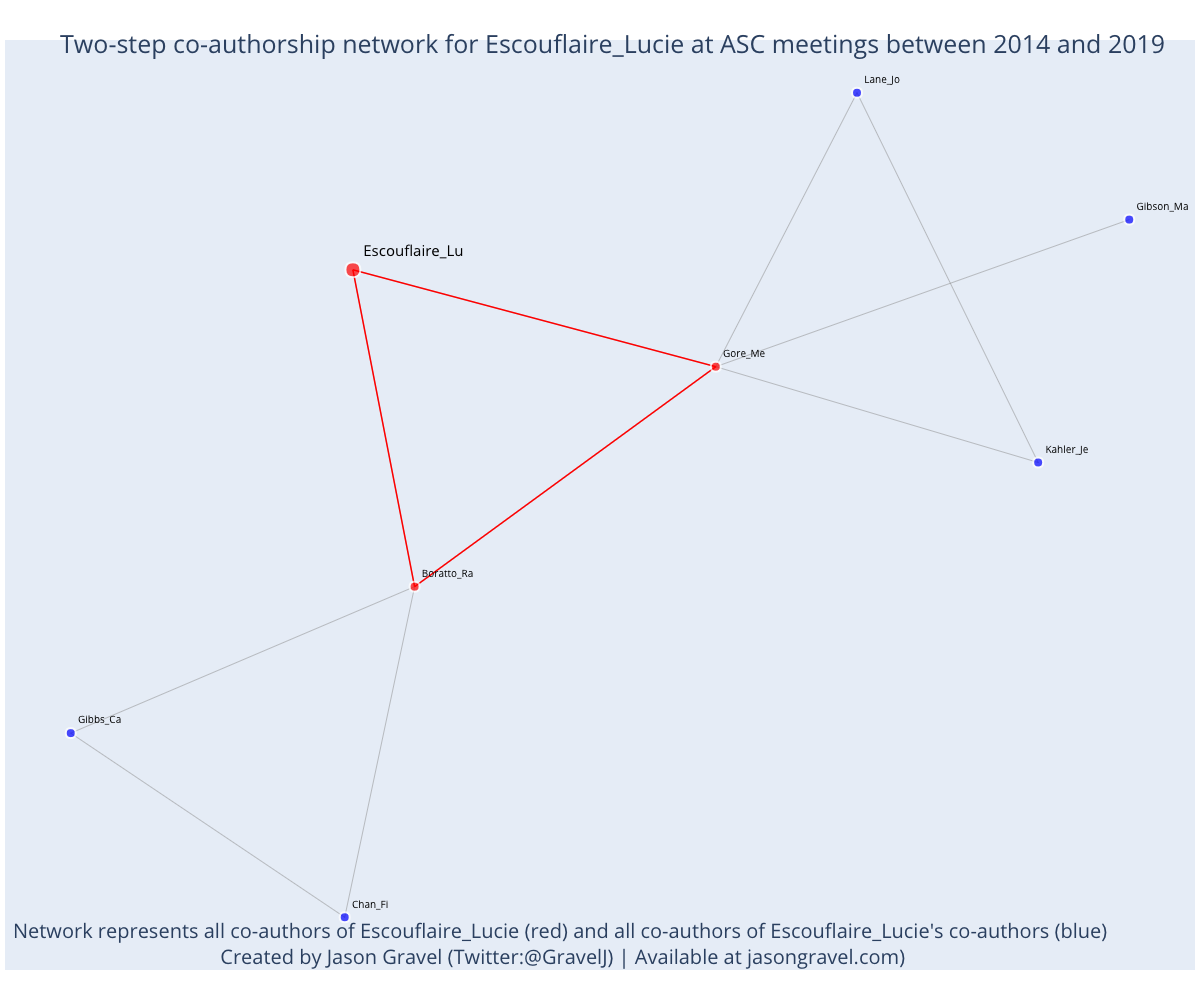 Two-step co-authorship network for Escouflaire_Lucie at ASC meetings between 2014 and 2019
Lane_Jo
Gibson_Ma
Escouflaire_Lu
Gore_Me
Kahler_Je
Boratto_Ra
Gibbs_Ca
Chan_Fi
Network represents all co-authors of Escouflaire_Lucie (red) and all co-authors of Escouflaire_Lucie's co-authors (blue)
Created by Jason Gravel (Twitter:@GravelJ) | Available at jasongravel.com)